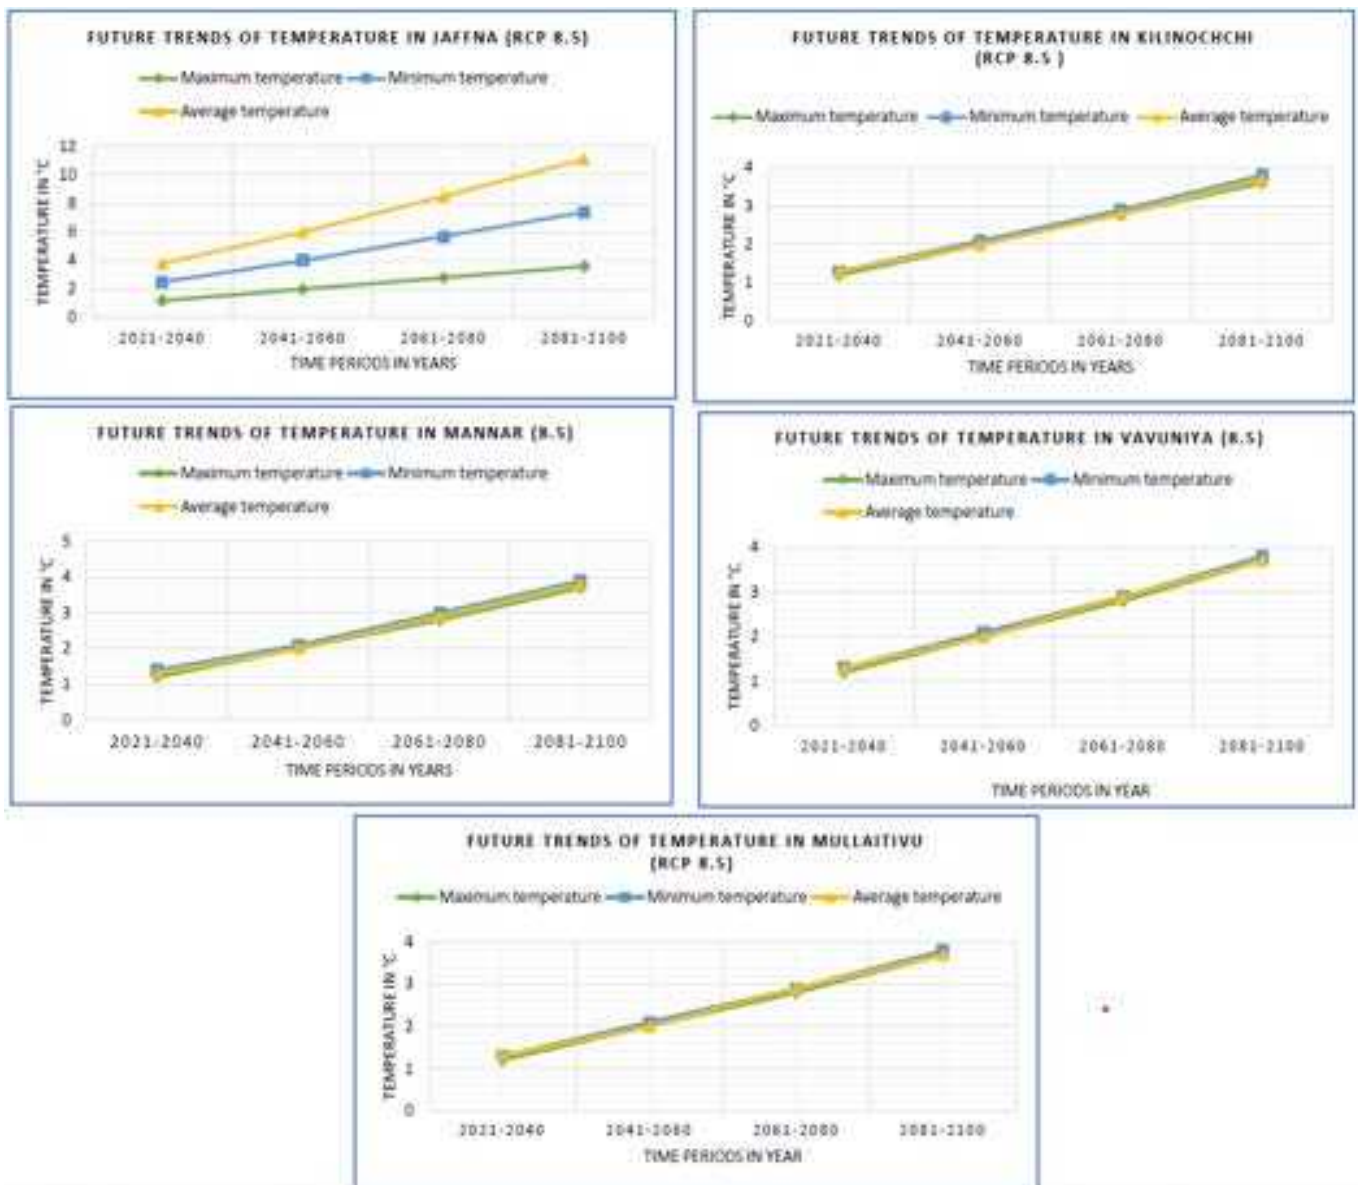 FUTURE TRENDS OF TEMPERATURE IN JAFFNA (RCP 8.5)
Maximum temperature Minimum temperature
Average temperature
TEMPERATURE IN °C
12
10
8
6
4
2
0
2021-2040 2041-2060 2061-2080 2081-2100
TIME PERIODS IN YEARS
FUTURE TRENDS OF TEMPERATURE IN KILINOCHCHI
(RCP 8.5 )
Maximum temperature Minimum temperature Average temperature
TEMPERATURE IN °C
4
3
2
1
0
2021-2040 2041-2060 2061-2080 2081-2100
TIME PERIODS IN YEARS
FUTURE TRENDS OF TEMPERATURE IN MANNAR (8.5)
Maximum temperature Minimum temperature
Average temperature
TEMPERATURE IN °C
5
4
3
2
1
0
2021-2040 2041-2060 2061-2080 2081-2100
TIME PERIODS IN YEARS
FUTURE TRENDS OF TEMPERATURE IN VAVUNIYA (8.5)
Maximum temperature Minimum temperature
Average temperature
TEMPERATURE IN °C
4
3
2
1
0
2021-2040 2041-2060 2061-2080 2081-2100
TIME PERIODS IN YEAR
FUTURE TRENDS OF TEMPERATURE IN MULLAITIVU
(RCP 8.5)
Maximum temperature Minimum temperature Average temperature
TEMPERATURE IN °C
4
3
2
1
0
2021-2040 2041-2060 2061-2080 2081-2100
TIME PERIODS IN YEAR